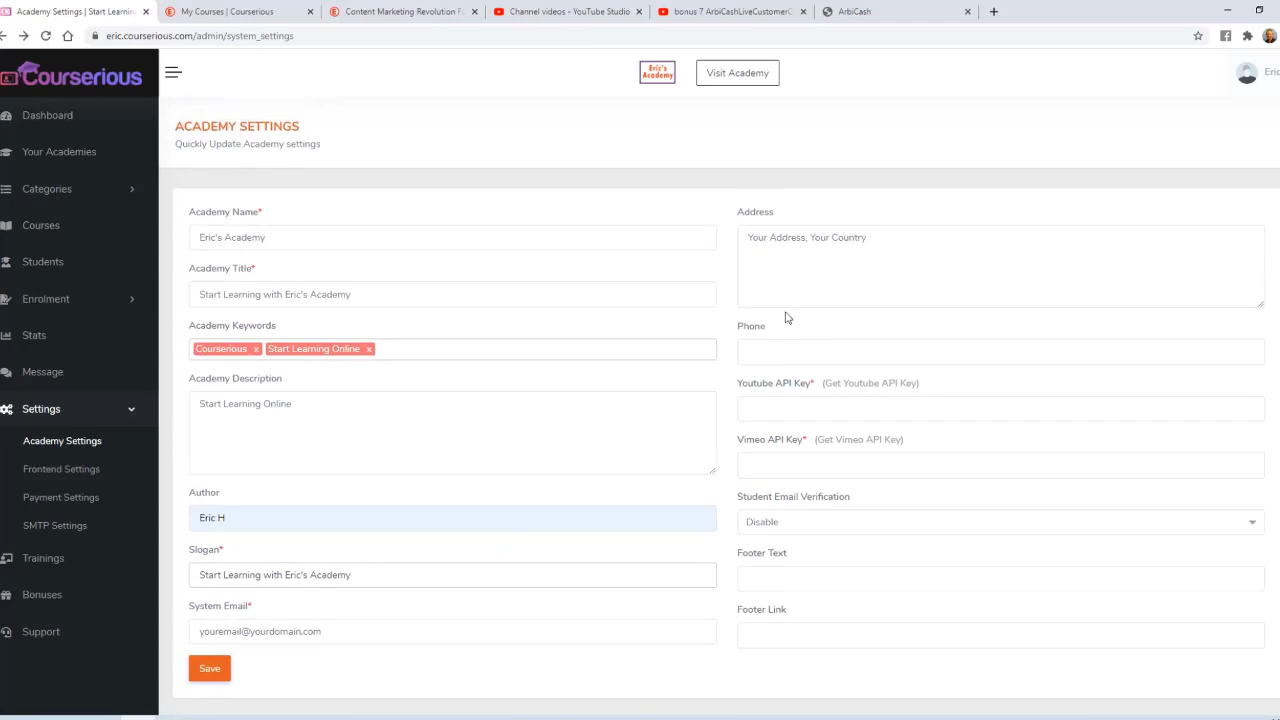 Academy Settings | Start Learnin
My Courses | Courserious
Content Marketing Revolution F
Channel videos - YouTube Studio
bonus 7 ArbiCashLiveCustomerC
ArbiCash
eric.courserious.com/admin/system_settings
Courserious
Eric's
Academy
Visit Academy
Eric
Dashboard
Your Academies
Categories
Courses
Students
Enrolment
Stats
Message
Settings
Academy Settings
Frontend Settings
Payment Settings
SMTP Settings
Trainings
Bonuses
Support
ACADEMY SETTINGS
Quickly Update Academy settings
Academy Name*
Eric's Academy
Academy Title*
Start Learning with Eric's Academy
Academy Keywords
Courserious x Start Learning Online x
Academy Description
Start Learning Online
Author
Eric H
Slogan*
Start Learning with Eric's Academy
System Email*
youremail@yourdomain.com
Save
Address
Your Address, Your Country
Phone
Youtube API Key* (Get Youtube API Key)
Vimeo API Key* (Get Vimeo API Key)
Student Email Verification
Disable
Footer Text
Footer Link